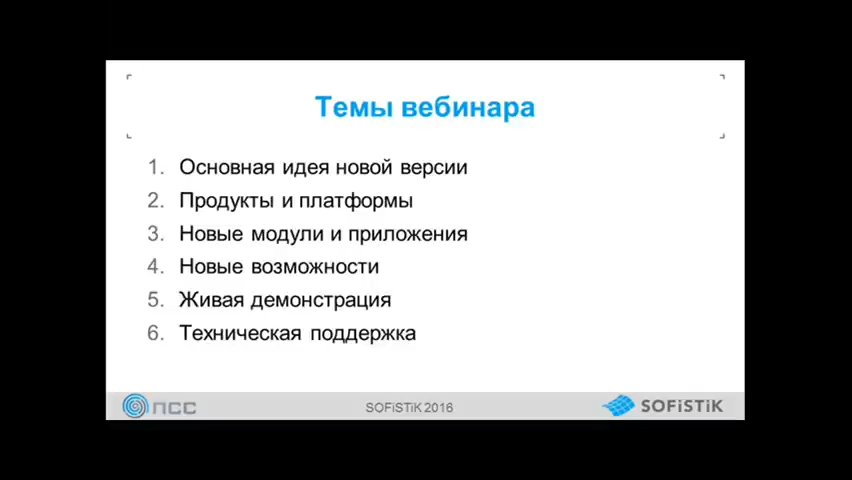 Темы вебинара
1. Основная идея новой версии
2. Продукты и платформы
3. Новые модули и приложения
4. Новые возможности
5. Живая демонстрация
6. Техническая поддержка
ПСС
SOFiSTiK 2016
SOFiSTiK